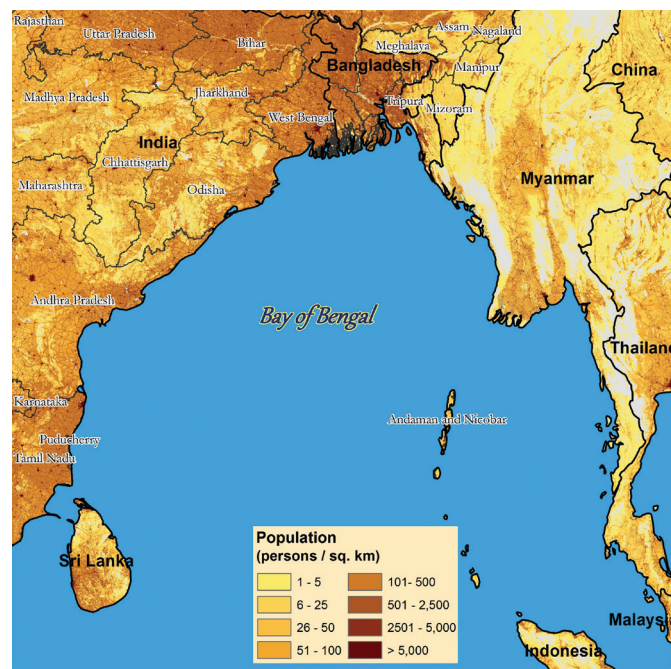 Rajasthan
Uttar Pradesh
Assam
Nagaland
Bihar
Meghalaya
Bangladesh
Manipur
China
Madhya Pradesh
Jharkhand
Tripura
Mizoram
West Bengal
India
Chhattisgarh
Maharashtra
Odisha
Myanmar
Andhra Pradesh
Bay of Bengal
Thailand
Karnataka
Andaman and Nicobar
Puducherry
Tamil Nadu
Sri Lanka
Population
(persons / sq. km)
1 - 5
101- 500
6 - 25
501 - 2,500
26 - 50
2501 - 5,000
51 - 100
> 5,000
Malays
Indonesia